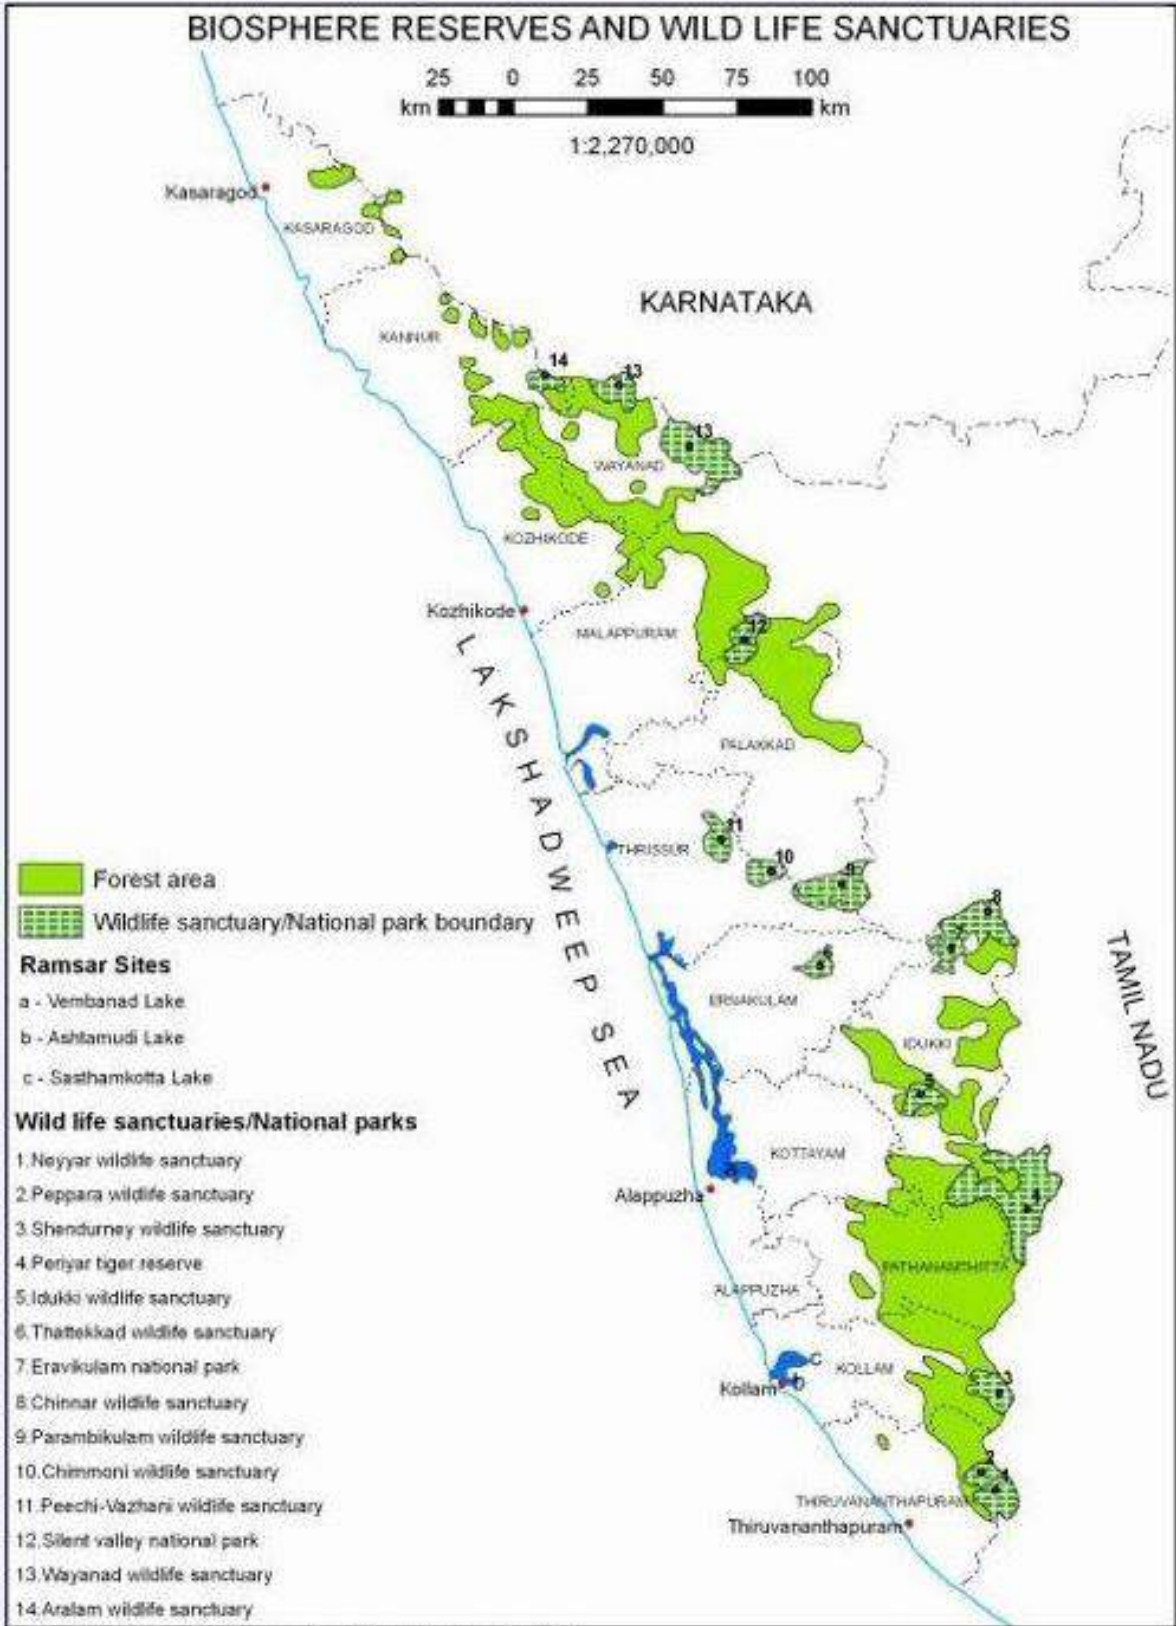 BIOSPHERE RESERVES AND WILD LIFE SANCTUARIES
25 0 25 50 75 100
km km
1:2,270,000
Kasaragod
KASARAGOD
KARNATAKA
KANNUR
14
13
13
WAYANAD
KOZHIKODE
Kozhikode
MALAPPURAM
12
LAKSHADWEEP SEA
PALAKKAD
11
THRISSUR
10
9
8
6
ERNAKULAM
IDUKKI
TAMIL NADU
5
KOTTAYAM
4
Alappuzha
PATHANAMTHITTA
ALAPPUZHA
C
KOLLAM
Kollam
3
2
1
THIRUVANANTHAPURAM
Thiruvananthapuram
Forest area
Wildlife sanctuary/National park boundary
Ramsar Sites
a - Vembanad Lake
b - Ashtamudi Lake
c - Sasthamkotta Lake
Wild life sanctuaries/National parks
1.Neyyar wildlife sanctuary
2.Peppara wildlife sanctuary
3.Shendurney wildlife sanctuary
4.Periyar tiger reserve
5.Idukki wildlife sanctuary
6.Thattekkad wildlife sanctuary
7.Eravikulam national park
8.Chinnar wildlife sanctuary
9.Parambikulam wildlife sanctuary
10.Chimmoni wildlife sanctuary
11.Peechi-Vazhani wildlife sanctuary
12.Silent valley national park
13.Wayanad wildlife sanctuary
14.Aralam wildlife sanctuary